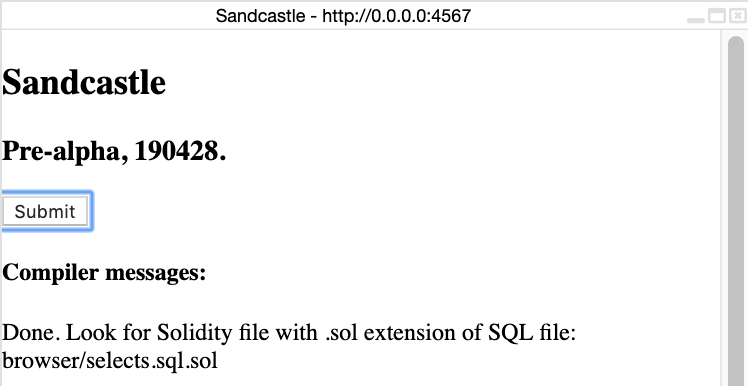 Sandcastle - http://0.0.0.0:4567
Sandcastle
Pre-alpha, 190428.
Submit
Compiler messages:
Done. Look for Solidity file with .sol extension of SQL file:
browser/selects.sql.sol